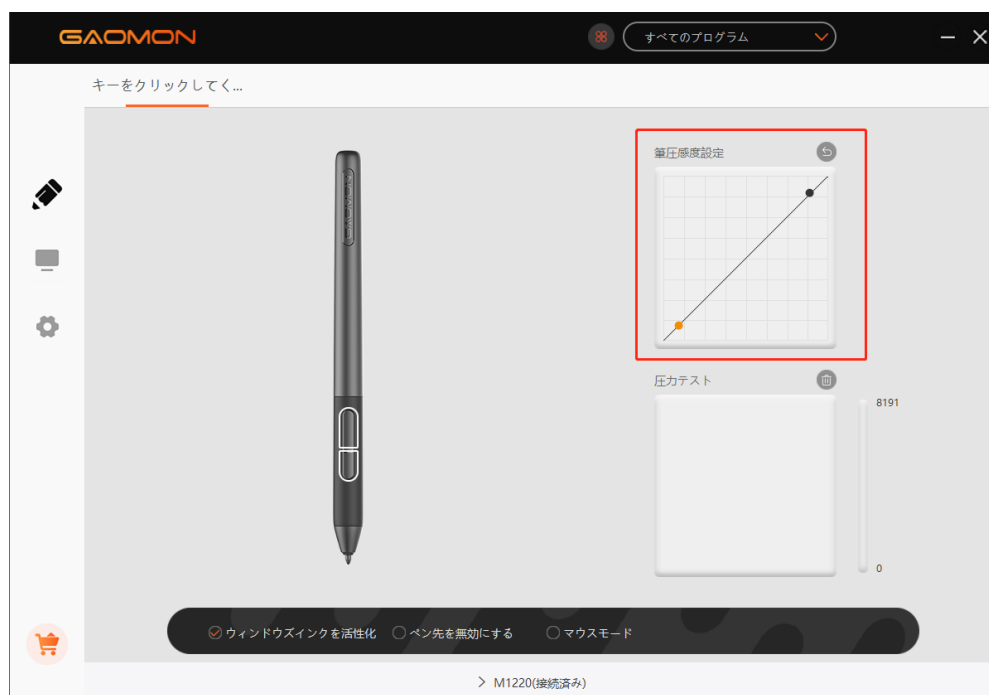 GAOMON
すべてのプログラム
キーをクリックしてく...
筆圧感度設定
GAOMON
圧力テスト
8191
0
ウィンドウズインクを活性化
ペン先を無効にする
マウスモード
M1220(接続済み)